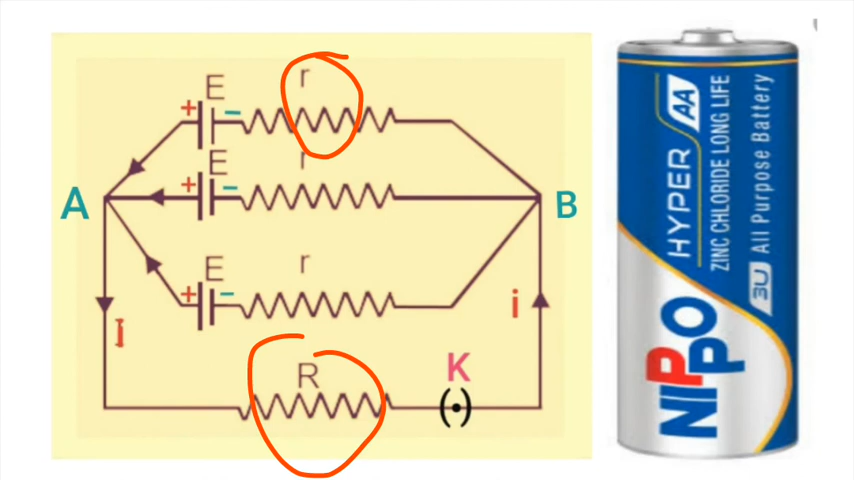 E
r
+
−
E
r
+
−
A
B
E
r
+
−
I
i
R
K
(•)
NIPPO
HYPER AA
ZINC CHLORIDE LONG LIFE
3U All Purpose Battery